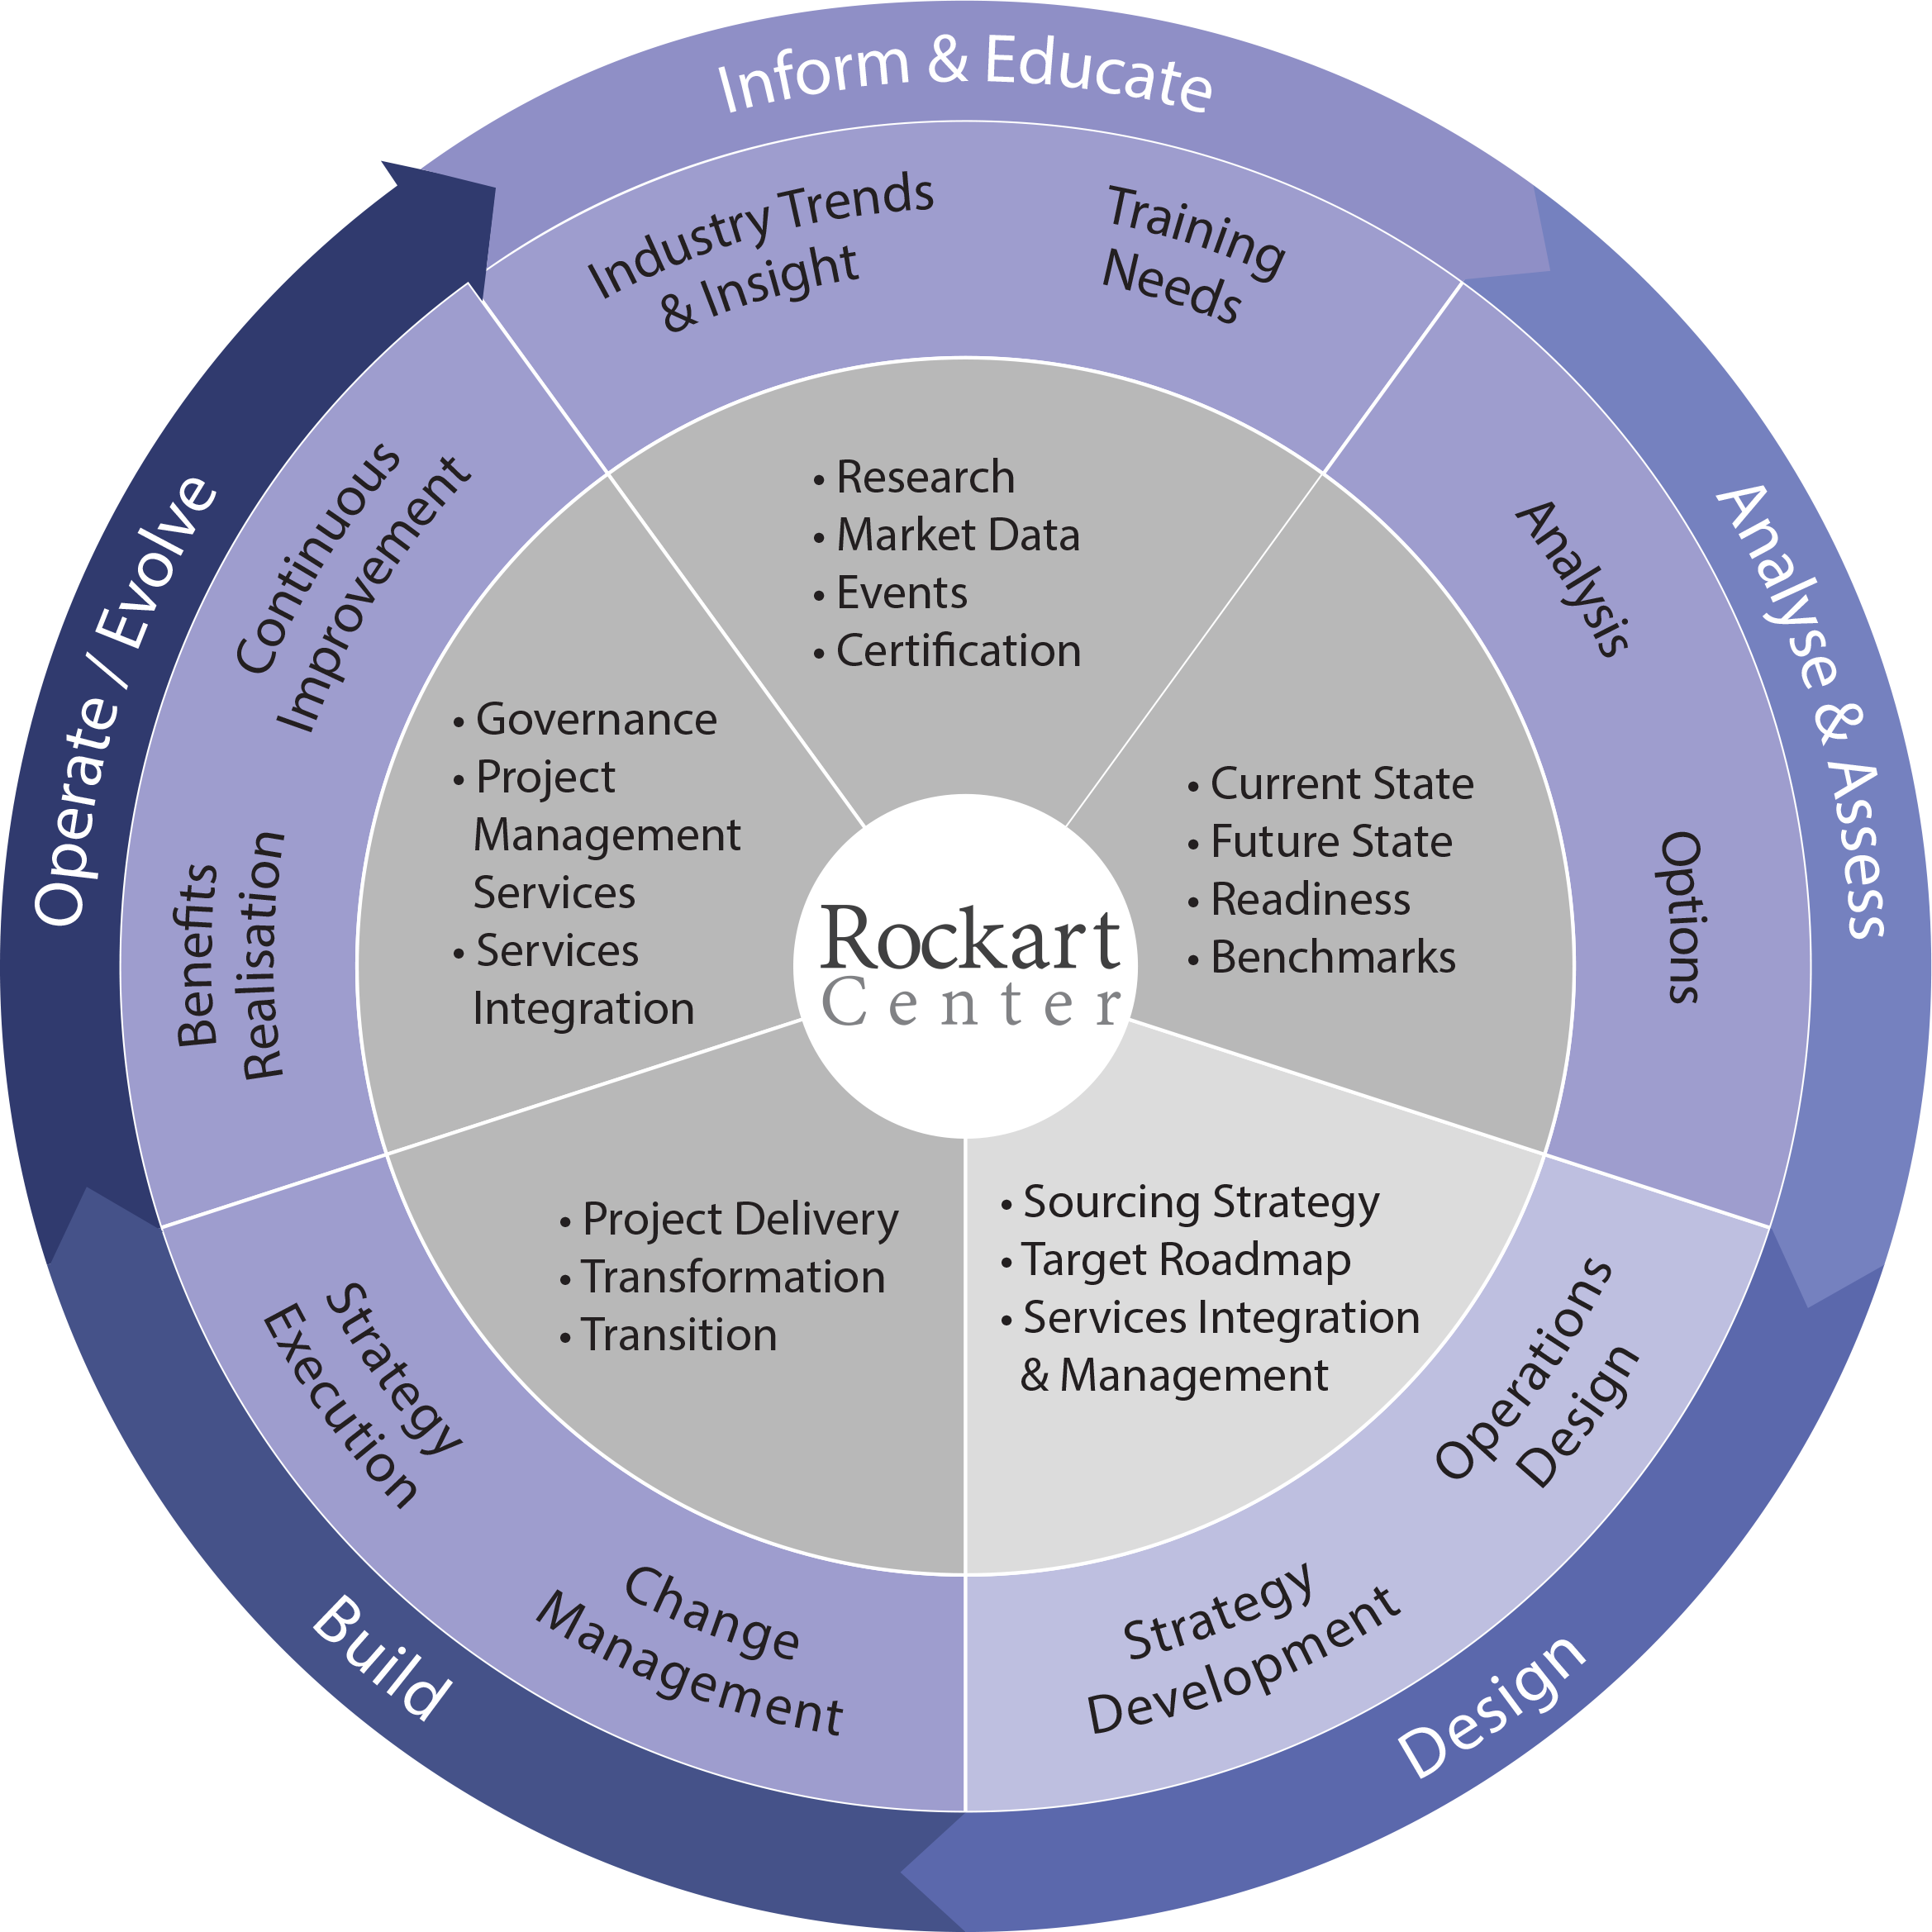 Inform & Educate
Industry Trends
& Insight
Training
Needs
• Research
• Market Data
• Events
• Certification
Analyse & Assess
Analysis
Options
• Current State
• Future State
• Readiness
• Benchmarks
Design
Operations
Design
Strategy
Development
• Sourcing Strategy
• Target Roadmap
• Services Integration
& Management
Build
Change
Management
Strategy
Execution
• Project Delivery
• Transformation
• Transition
Operate / Evolve
Benefits
Realisation
Continuous
Improvement
• Governance
• Project
Management
Services
• Services
Integration
Rockart
Center